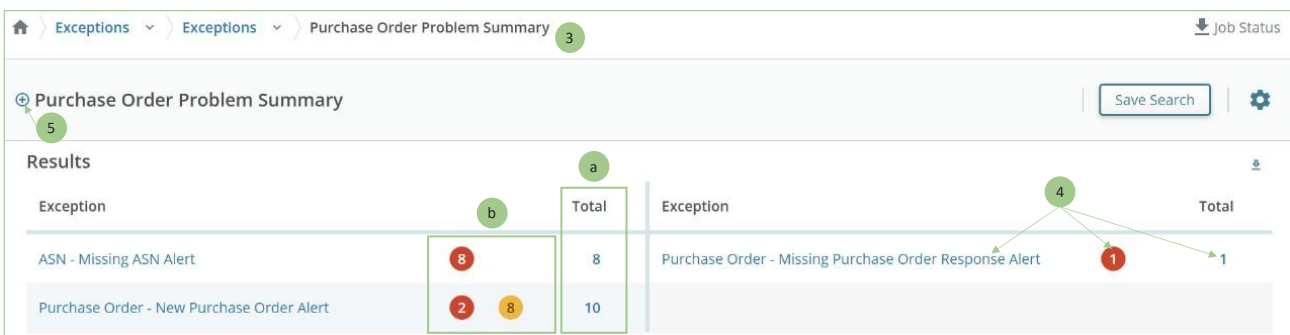 Exceptions Exceptions Purchase Order Problem Summary 3 Job Status
Purchase Order Problem Summary Save Search
5
Results a
4
Exception b Total Exception Total
ASN - Missing ASN Alert 8 8 Purchase Order - Missing Purchase Order Response Alert 1 1
Purchase Order - New Purchase Order Alert 2 8 10